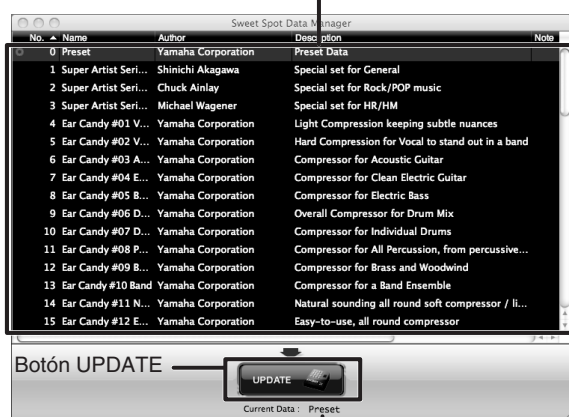 Sweet Spot Data Manager
No. Name Author Description Note
0 Preset Yamaha Corporation Preset Data
1 Super Artist Seri... Shinichi Akagawa Special set for General
2 Super Artist Seri... Chuck Ainlay Special set for Rock/POP music
3 Super Artist Seri... Michael Wagener Special set for HR/HM
4 Ear Candy #01 V... Yamaha Corporation Light Compression keeping subtle nuances
5 Ear Candy #02 V... Yamaha Corporation Hard Compression for Vocal to stand out in a band
6 Ear Candy #03 A... Yamaha Corporation Compressor for Acoustic Guitar
7 Ear Candy #04 E... Yamaha Corporation Compressor for Clean Electric Guitar
8 Ear Candy #05 B... Yamaha Corporation Compressor for Electric Bass
9 Ear Candy #06 D... Yamaha Corporation Overall Compressor for Drum Mix
10 Ear Candy #07 D... Yamaha Corporation Compressor for Individual Drums
11 Ear Candy #08 P... Yamaha Corporation Compressor for All Percussion, from percussive...
12 Ear Candy #09 B... Yamaha Corporation Compressor for Brass and Woodwind
13 Ear Candy #10 Band Yamaha Corporation Compressor for a Band Ensemble
14 Ear Candy #11 N... Yamaha Corporation Natural sounding all round soft compressor / li...
15 Ear Candy #12 E... Yamaha Corporation Easy-to-use, all round compressor
Botón UPDATE
UPDATE
Current Data : Preset